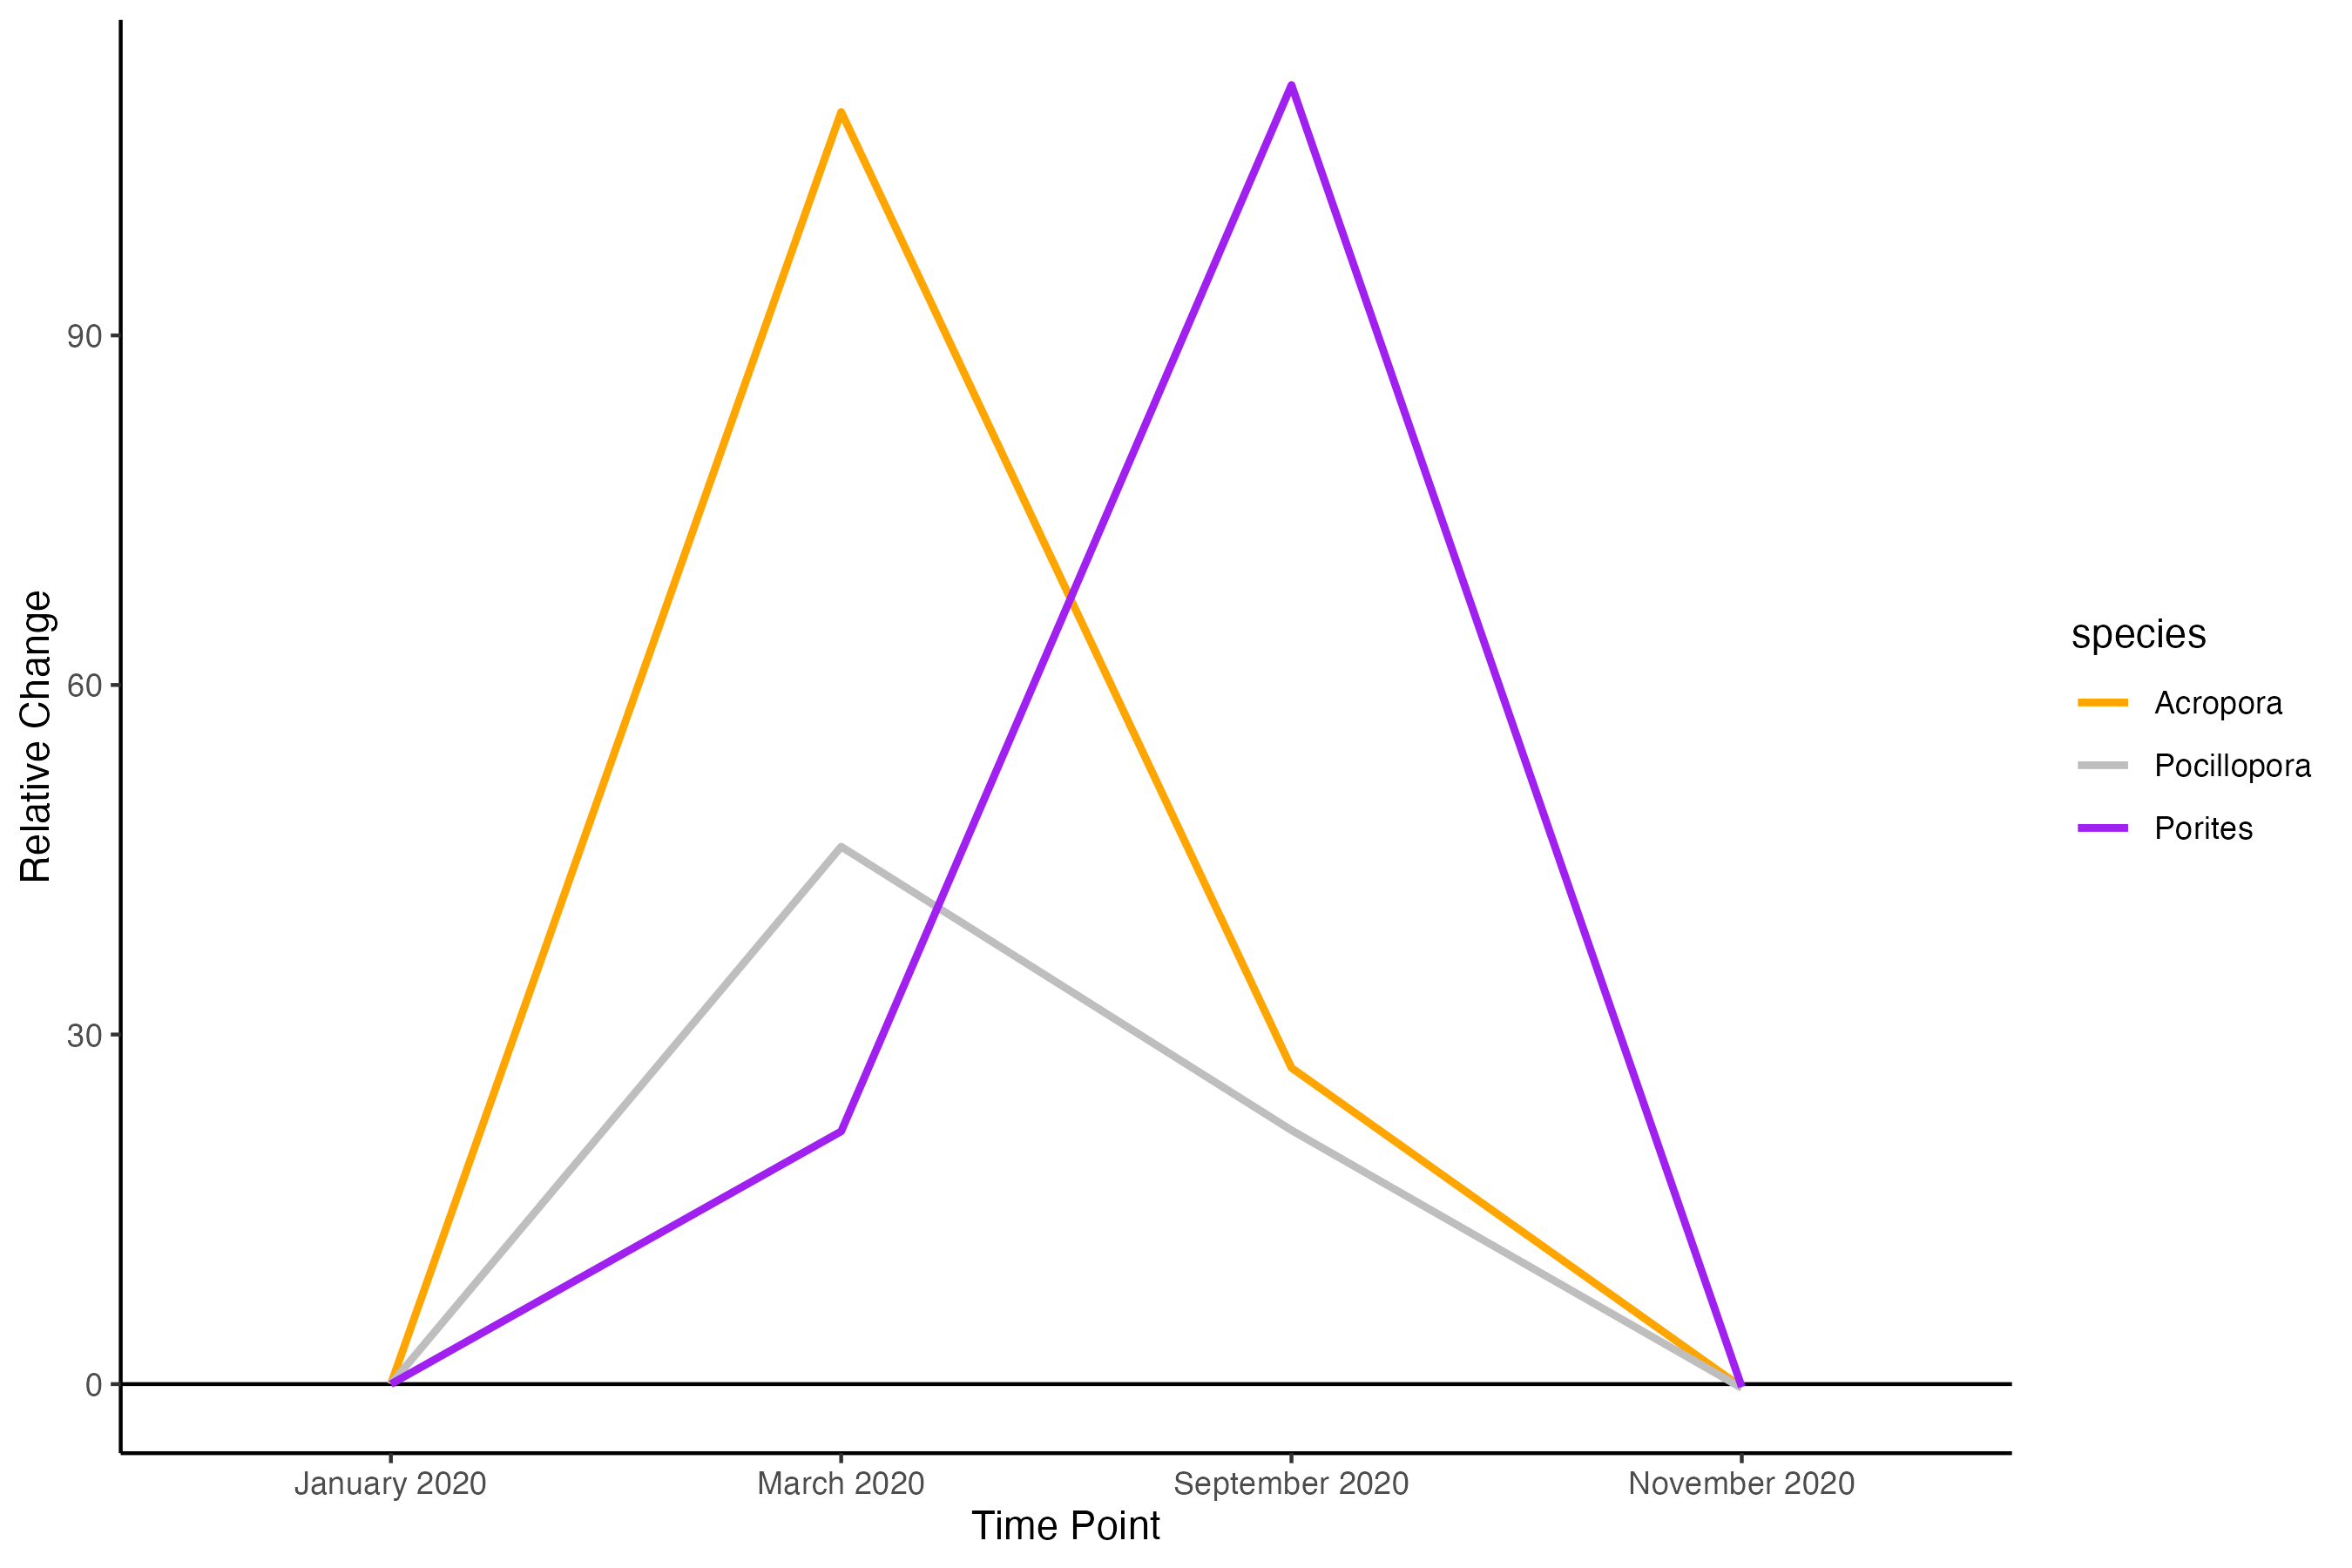 90
60
30
0
Relative Change
January 2020
March 2020
September 2020
November 2020
Time Point
species
Acropora
Pocillopora
Porites